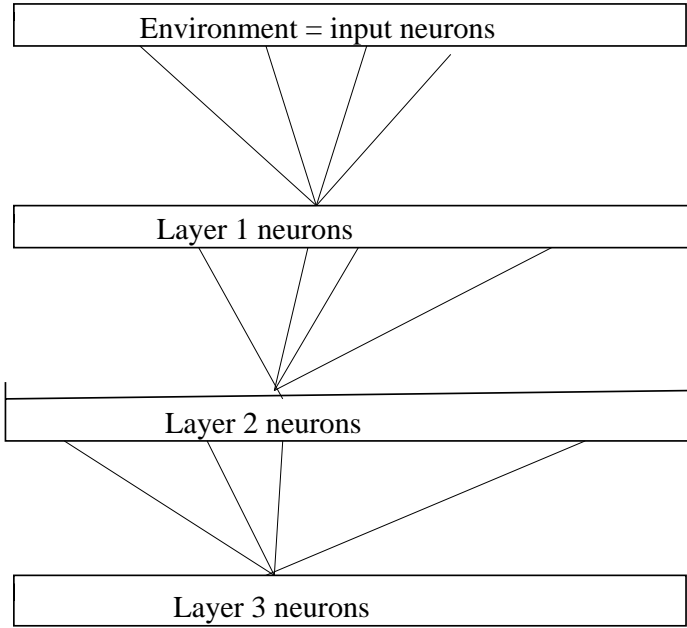 Environment = input neurons
Layer 1 neurons
Layer 2 neurons
Layer 3 neurons